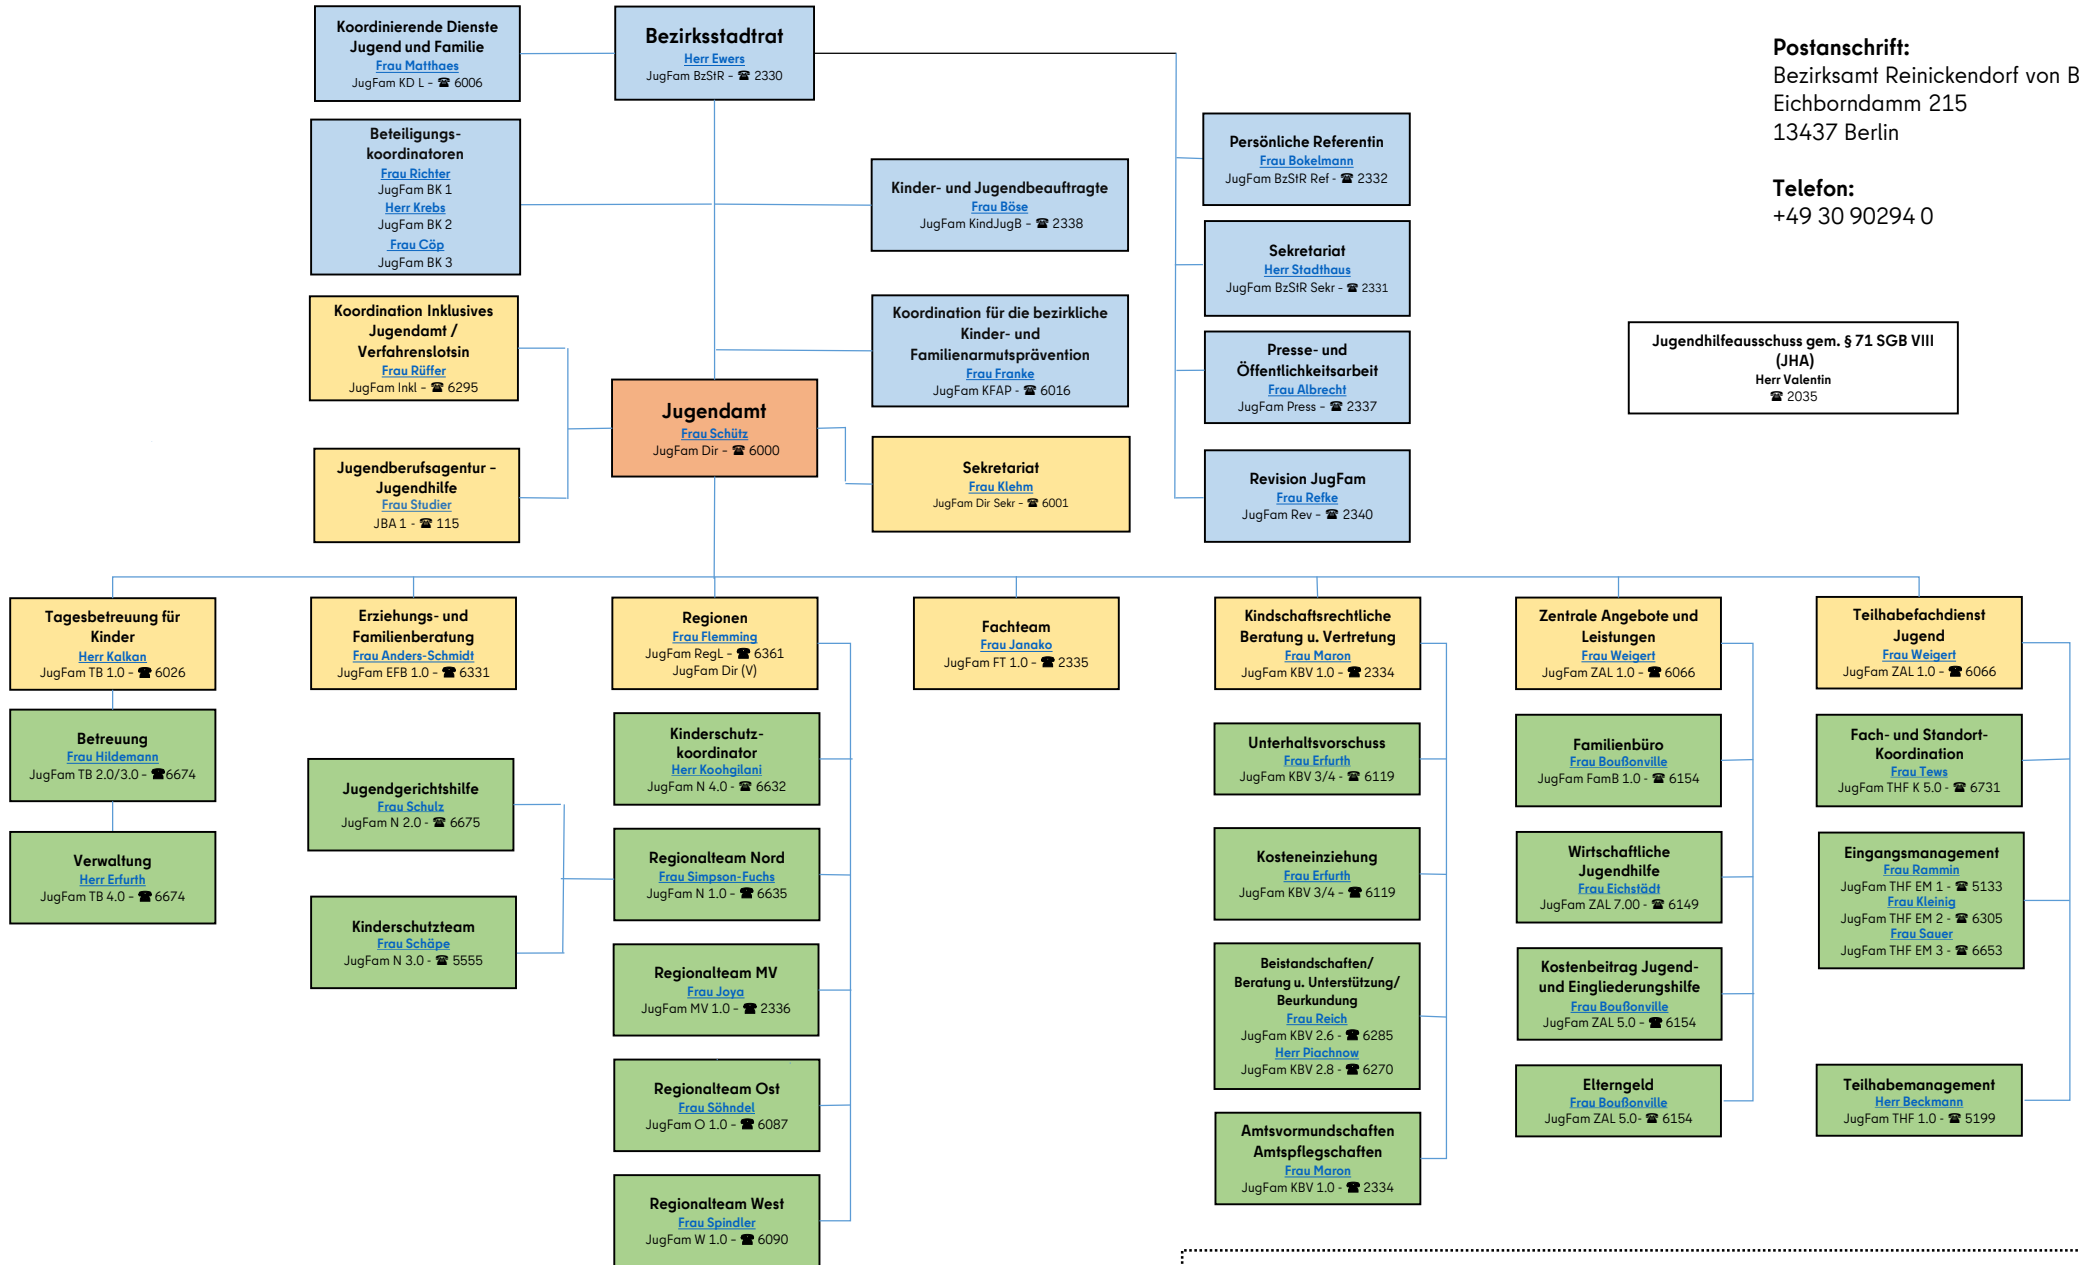 Koordinierende Dienste
Jugend und Familie
Frau Matthaes
JugFam KD L – ☎ 6006
Bezirksstadtrat
Herr Ewers
JugFam BzStR – ☎ 2330
Postanschrift:
Bezirksamt Reinickendorf von B
Eichborndamm 215
13437 Berlin
Telefon:
+49 30 90294 0
Beteiligungs-
koordinatoren
Frau Richter
JugFam BK 1
Herr Krebs
JugFam BK 2
Frau Cöp
JugFam BK 3
Kinder- und Jugendbeauftragte
Frau Böse
JugFam KindJugB – ☎ 2338
Persönliche Referentin
Frau Bokelmann
JugFam BzStR Ref - ☎ 2332
Sekretariat
Herr Stadthaus
JugFam BzStR Sekr – ☎ 2331
Koordination Inklusives
Jugendamt /
Verfahrenslotsin
Frau Rüffer
JugFam Inkl – ☎ 6295
Koordination für die bezirkliche
Kinder- und
Familienarmutsprävention
Frau Franke
JugFam KFAP - ☎ 6016
Presse- und
Öffentlichkeitsarbeit
Frau Albrecht
JugFam Press – ☎ 2337
Jugendhilfeausschuss gem. § 71 SGB VIII
(JHA)
Herr Valentin
☎ 2035
Jugendamt
Frau Schütz
JugFam Dir – ☎ 6000
Jugendberufsagentur –
Jugendhilfe
Frau Studier
JBA 1 - ☎ 115
Sekretariat
Frau Klehm
JugFam Dir Sekr – ☎ 6001
Revision JugFam
Frau Refke
JugFam Rev – ☎ 2340
Tagesbetreuung für
Kinder
Herr Kalkan
JugFam TB 1.0 – ☎ 6026
Erziehungs- und
Familienberatung
Frau Anders-Schmidt
JugFam EFB 1.0 – ☎ 6331
Regionen
Frau Flemming
JugFam RegL – ☎ 6361
JugFam Dir (V)
Fachteam
Frau Janako
JugFam FT 1.0 – ☎ 2335
Kindschaftsrechtliche
Beratung u. Vertretung
Frau Maron
JugFam KBV 1.0 – ☎ 2334
Zentrale Angebote und
Leistungen
Frau Weigert
JugFam ZAL 1.0 – ☎ 6066
Teilhabefachdienst
Jugend
Frau Weigert
JugFam ZAL 1.0 – ☎ 6066
Betreuung
Frau Hildemann
JugFam TB 2.0/3.0 – ☎6674
Verwaltung
Herr Erfurth
JugFam TB 4.0 – ☎ 6674
Jugendgerichtshilfe
Frau Schulz
JugFam N 2.0 - ☎ 6675
Kinderschutzteam
Frau Schäpe
JugFam N 3.0 - ☎ 5555
Kinderschutz-
koordinator
Herr Koohgilani
JugFam N 4.0 - ☎ 6632
Regionalteam Nord
Frau Simpson-Fuchs
JugFam N 1.0 – ☎ 6635
Regionalteam MV
Frau Joya
JugFam MV 1.0 – ☎ 2336
Regionalteam Ost
Frau Söhndel
JugFam O 1.0 – ☎ 6087
Regionalteam West
Frau Spindler
JugFam W 1.0 – ☎ 6090
Unterhaltsvorschuss
Frau Erfurth
JugFam KBV 3/4 – ☎ 6119
Kosteneinziehung
Frau Erfurth
JugFam KBV 3/4 – ☎ 6119
Beistandschaften/
Beratung u. Unterstützung/
Beurkundung
Frau Reich
JugFam KBV 2.6 - ☎ 6285
Herr Piachnow
JugFam KBV 2.8 - ☎ 6270
Amtsvormundschaften
Amtspflegschaften
Frau Maron
JugFam KBV 1.0 - ☎ 2334
Familienbüro
Frau Boußonville
JugFam FamB 1.0 – ☎ 6154
Wirtschaftliche
Jugendhilfe
Frau Eichstädt
JugFam ZAL 7.00 - ☎ 6149
Kostenbeitrag Jugend-
und Eingliederungshilfe
Frau Boußonville
JugFam ZAL 5.0 – ☎ 6154
Elterngeld
Frau Boußonville
JugFam ZAL 5.0- ☎ 6154
Fach- und Standort-
Koordination
Frau Tews
JugFam THF K 5.0 - ☎ 6731
Eingangsmanagement
Frau Rammin
JugFam THF EM 1 - ☎ 5133
Frau Kleinig
JugFam THF EM 2 - ☎ 6305
Frau Sauer
JugFam THF EM 3 - ☎ 6653
Teilhabemanagement
Herr Beckmann
JugFam THF 1.0 - ☎ 5199